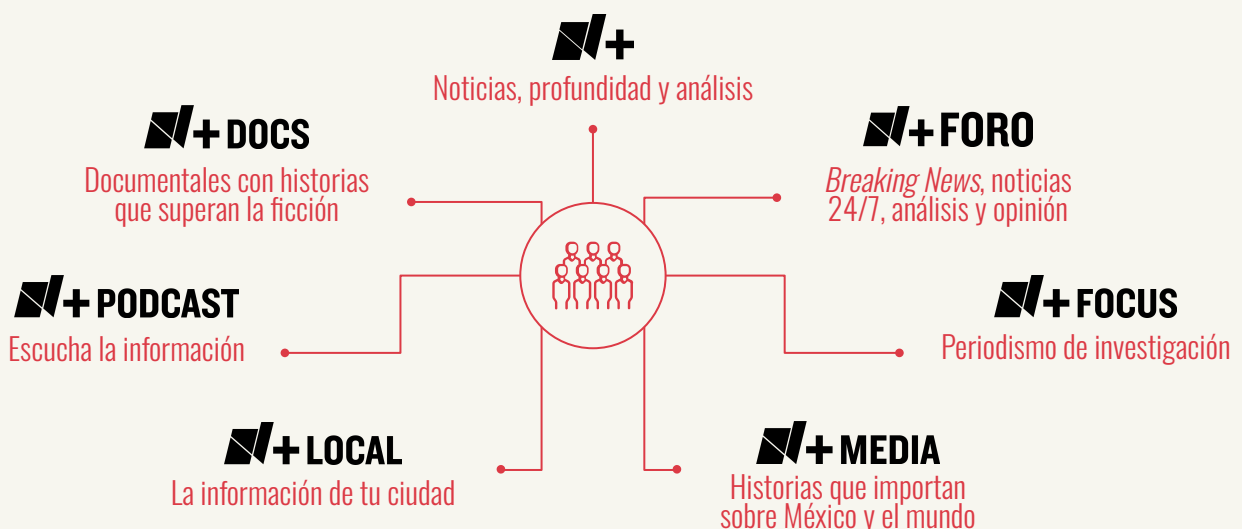 N+
Noticias, profundidad y análisis
N+ DOCS
Documentales con historias
que superan la ficción
N+ FORO
Breaking News, noticias
24/7, análisis y opinión
N+ PODCAST
Escucha la información
N+ FOCUS
Periodismo de investigación
N+ LOCAL
La información de tu ciudad
N+ MEDIA
Historias que importan
sobre México y el mundo